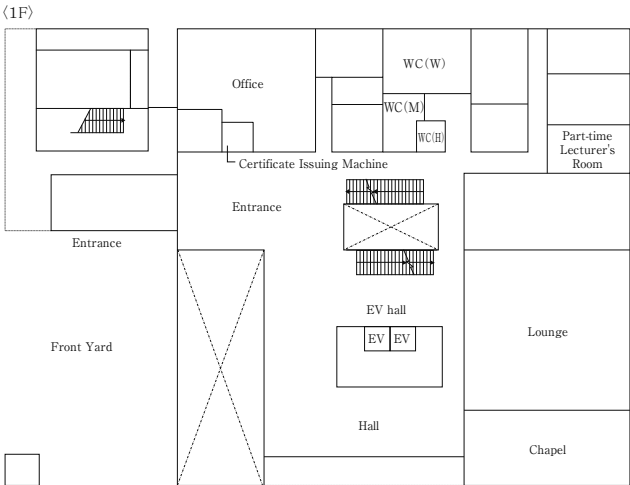 〈1F〉
Office
WC(W)
WC(M)
WC(H)
Part-time
Lecturer's
Room
Certificate Issuing Machine
Entrance
Entrance
EV hall
EV
EV
Lounge
Front Yard
Hall
Chapel